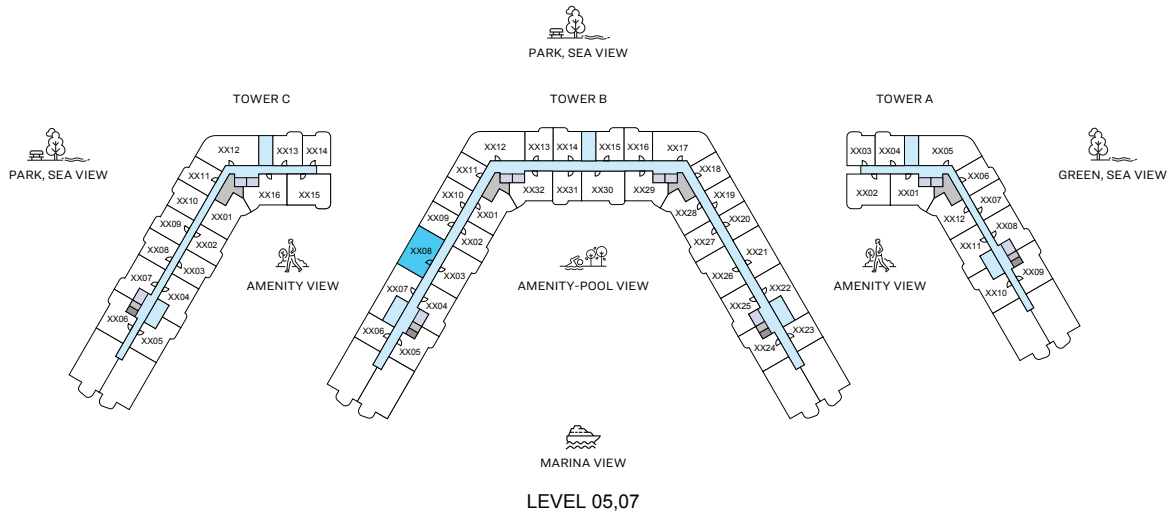 PARK, SEA VIEW
TOWER C
TOWER B
TOWER A
PARK, SEA VIEW
GREEN, SEA VIEW
XX12
XX13
XX14
XX11
XX10
XX09
XX08
XX07
XX06
XX05
XX04
XX03
XX02
XX01
XX16
XX15
AMENITY VIEW
XX12
XX13
XX14
XX15
XX16
XX17
XX11
XX10
XX09
XX08
XX07
XX06
XX05
XX04
XX03
XX02
XX01
XX32
XX31
XX30
XX29
XX28
XX27
XX26
XX25
XX24
XX23
XX22
XX21
XX20
XX19
XX18
AMENITY-POOL VIEW
XX03
XX04
XX05
XX06
XX07
XX08
XX09
XX10
XX11
XX12
XX01
XX02
AMENITY VIEW
MARINA VIEW
LEVEL 05,07